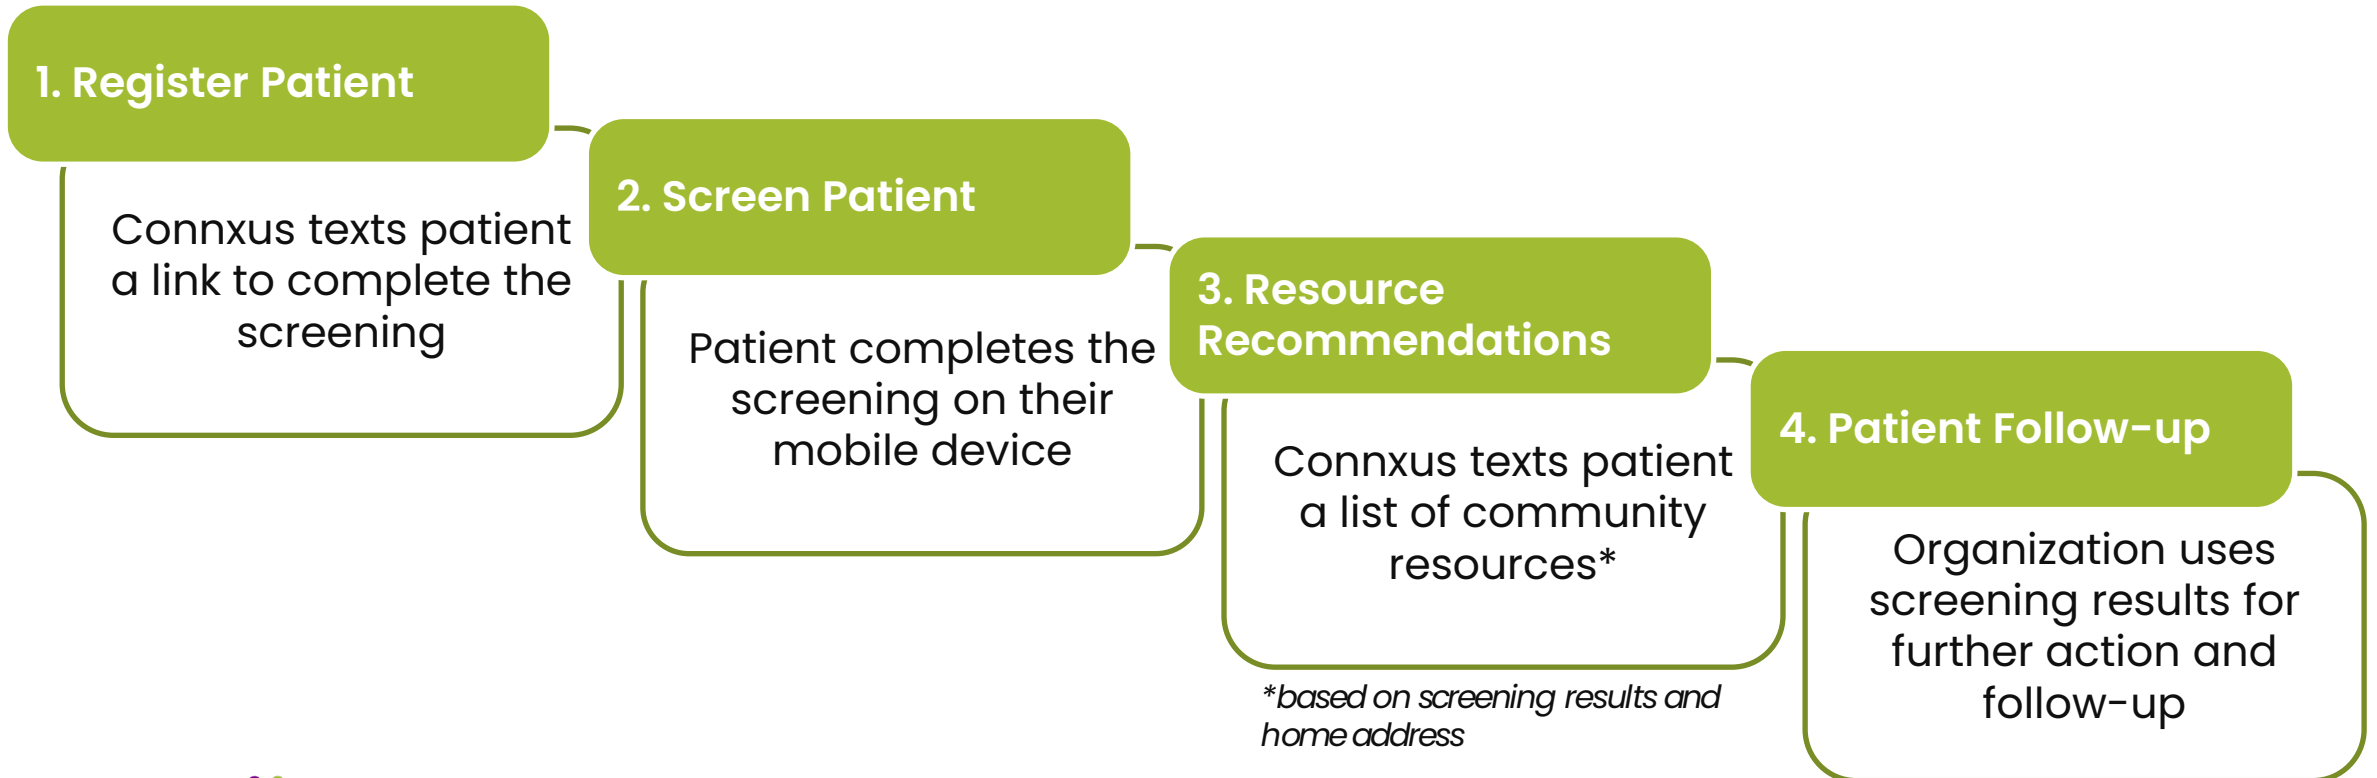 1. Register Patient
Connxus texts patient
a link to complete the
screening
2. Screen Patient
Patient completes the
screening on their
mobile device
3. Resource
Recommendations
Connxus texts patient
a list of community
resources*
*based on screening results and
home address
4. Patient Follow-up
Organization uses
screening results for
further action and
follow-up